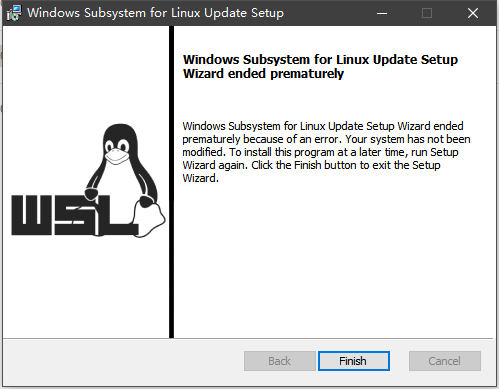 Windows Subsystem for Linux Update Setup
Windows Subsystem for Linux Update Setup
Wizard ended prematurely
Windows Subsystem for Linux Update Setup Wizard ended
prematurely because of an error. Your system has not been
modified. To install this program at a later time, run Setup
Wizard again. Click the Finish button to exit the Setup
Wizard.
WSL
Back
Finish
Cancel